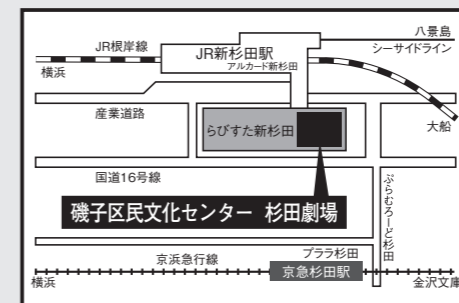 八景島
JR根岸線
JR新杉田駅
シーサイドライン
アルカード新杉田
横浜
産業道路
大船
らびすた新杉田
国道16号線
ぷらむろーど杉田
磯子区民文化センター 杉田劇場
プララ杉田
京浜急行線
京急杉田駅
横浜
金沢文庫